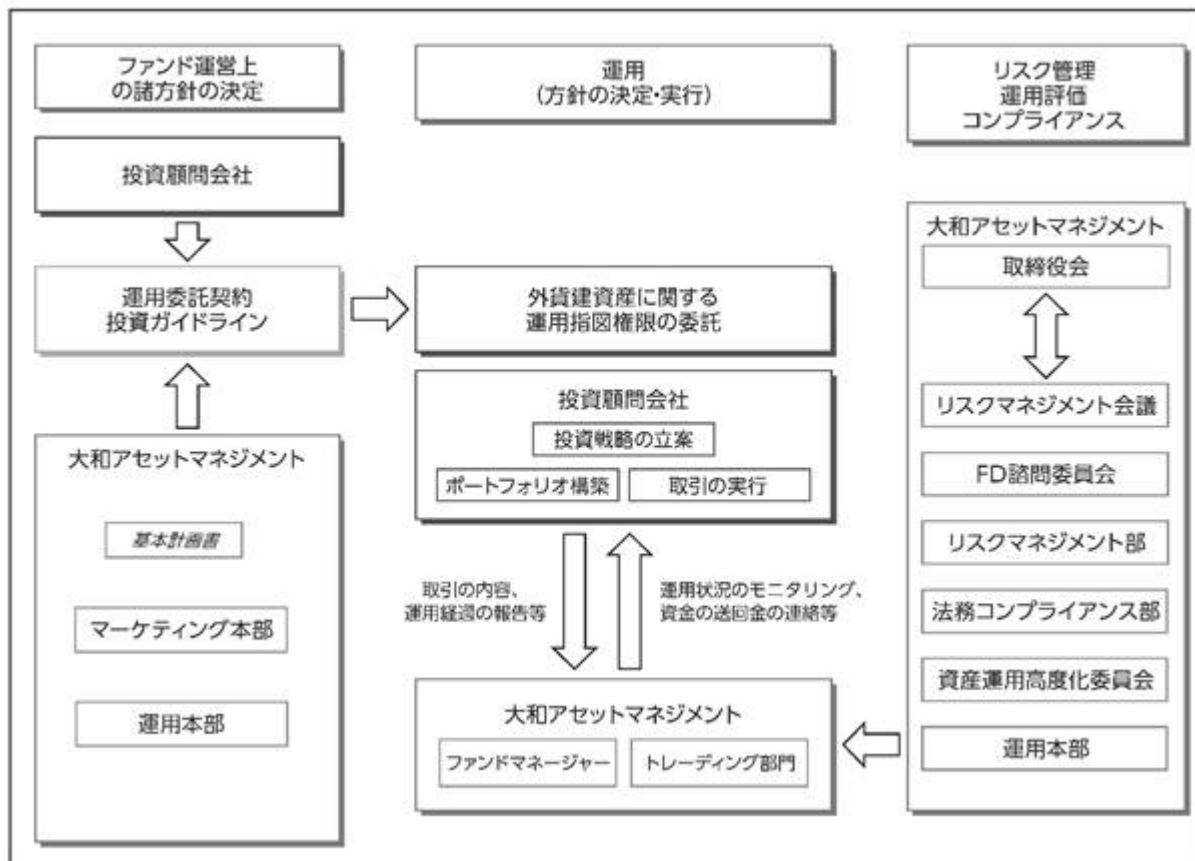 ファンド運営上
の諸方針の決定
投資顧問会社
運用委託契約
投資ガイドライン
大和アセットマネジメント
基本計画書
マーケティング本部
運用本部
運用
(方針の決定・実行)
外貨建資産に関する
運用指図権限の委託
投資顧問会社
投資戦略の立案
ポートフォリオ構築
取引の実行
取引の内容、
運用経過の報告等
運用状況のモニタリング、
資金の送回金の連絡等
大和アセットマネジメント
ファンドマネージャー
トレーディング部門
リスク管理
運用評価
コンプライアンス
大和アセットマネジメント
取締役会
リスクマネジメント会議
FD諮問委員会
リスクマネジメント部
法務コンプライアンス部
資産運用高度化委員会
運用本部